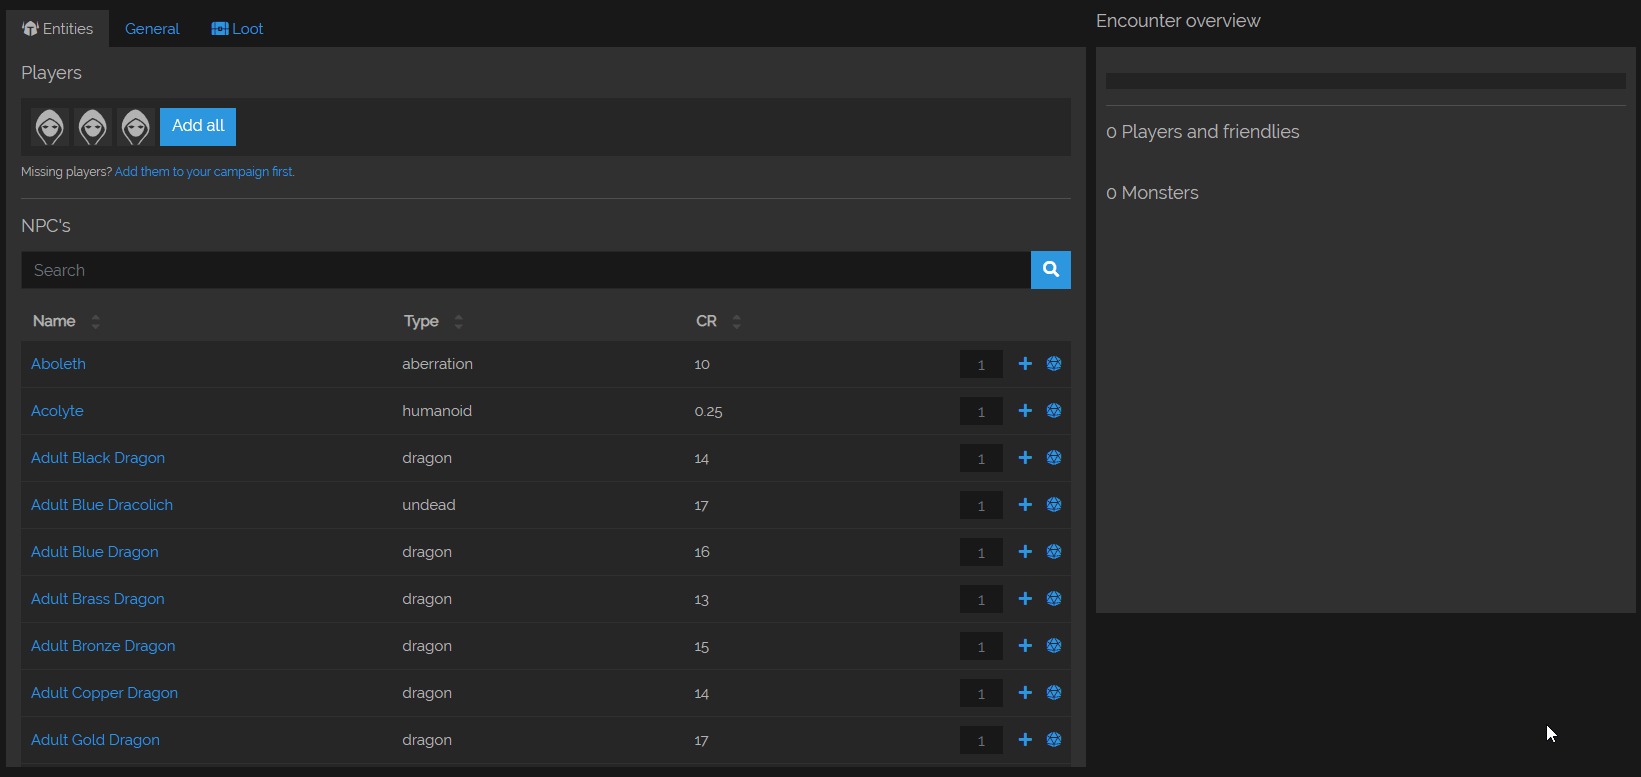 Entities General Loot
Encounter overview
Players
Add all
Missing players? Add them to your campaign first.
NPC's
Search
Name Type CR
Aboleth aberration 10 1
Acolyte humanoid 0.25 1
Adult Black Dragon dragon 14 1
Adult Blue Dracolich undead 17 1
Adult Blue Dragon dragon 16 1
Adult Brass Dragon dragon 13 1
Adult Bronze Dragon dragon 15 1
Adult Copper Dragon dragon 14 1
Adult Gold Dragon dragon 17 1
0 Players and friendlies
0 Monsters